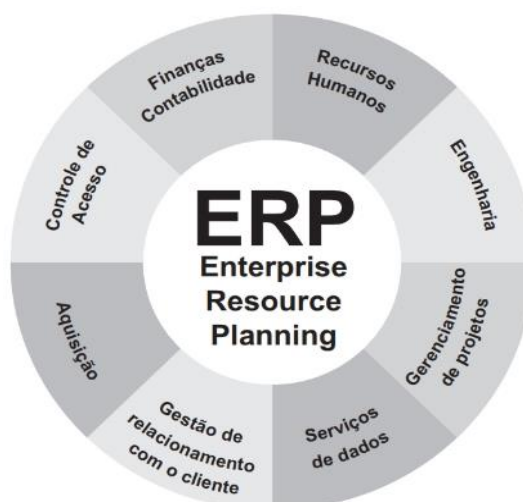 ERP
Enterprise
Resource
Planning
Finanças
Contabilidade
Recursos
Humanos
Engenharia
Gerenciamento
de projetos
Serviços
de dados
Gestão de
relacionamento
com o cliente
Aquisição
Controle de
Acesso